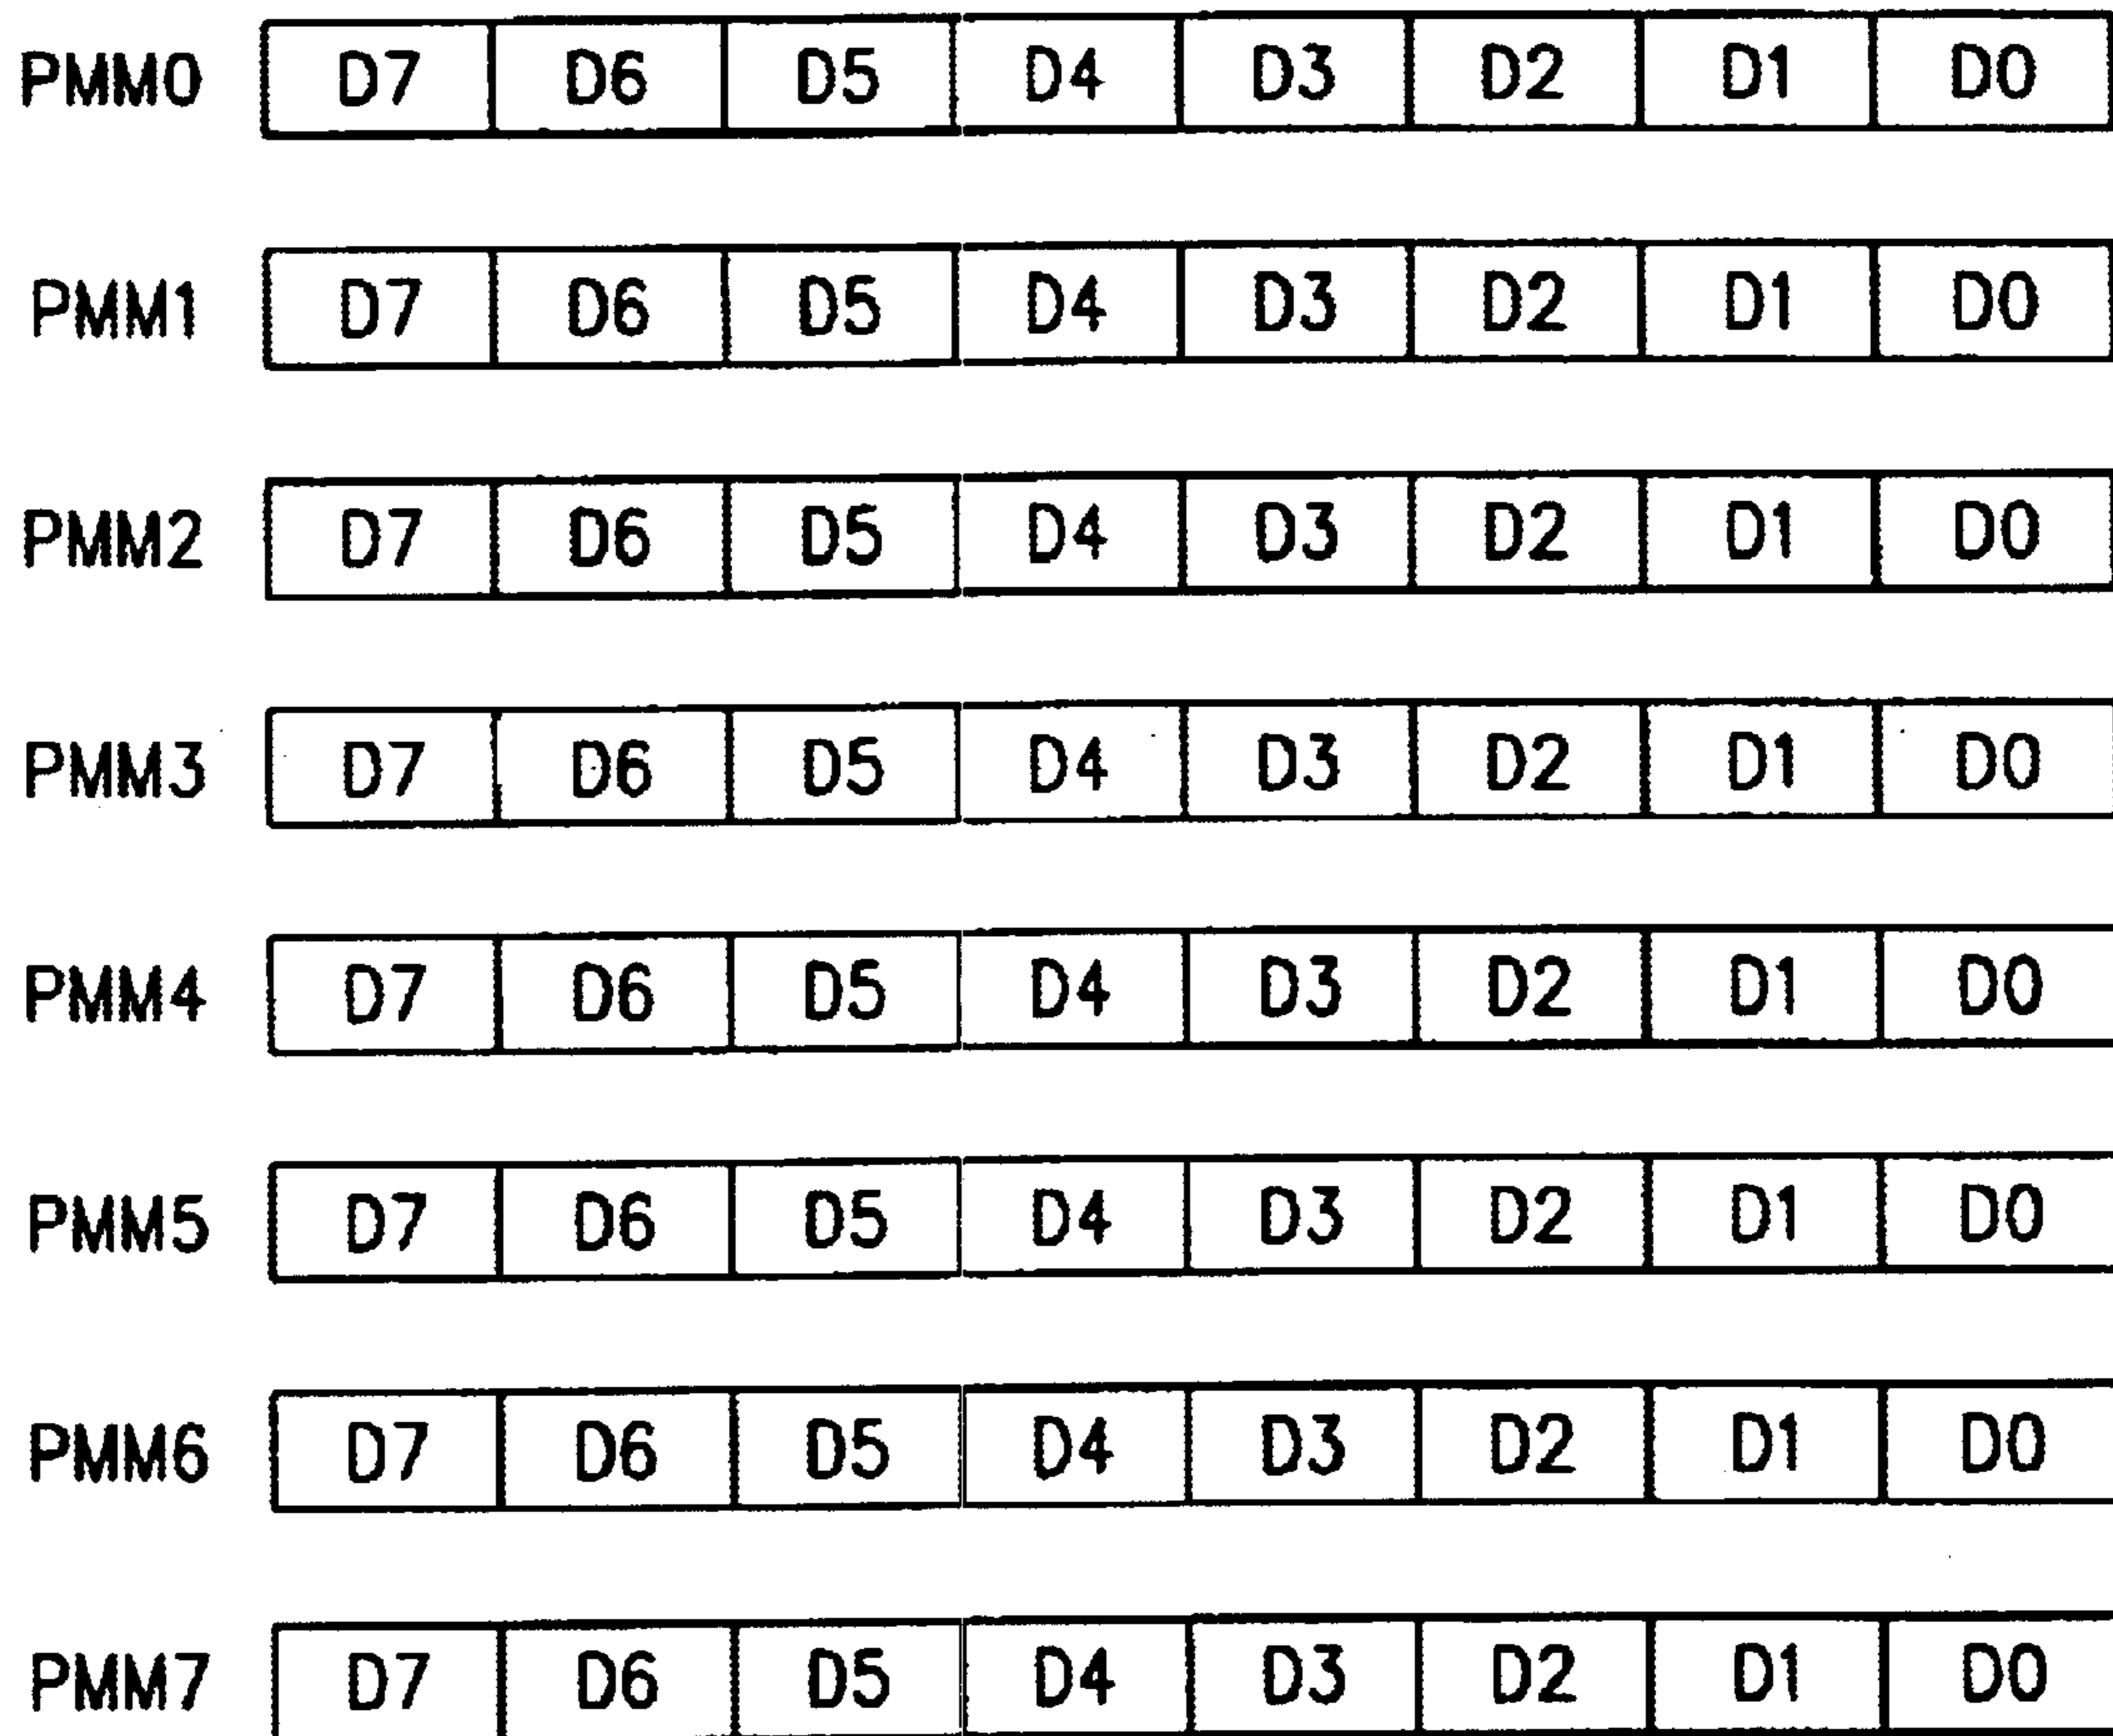 PMM0 D7 D6 D5 D4 D3 D2 D1 D0
PMM1 D7 D6 D5 D4 D3 D2 D1 D0
PMM2 D7 D6 D5 D4 D3 D2 D1 D0
PMM3 D7 D6 D5 D4 D3 D2 D1 D0
PMM4 D7 D6 D5 D4 D3 D2 D1 D0
PMM5 D7 D6 D5 D4 D3 D2 D1 D0
PMM6 D7 D6 D5 D4 D3 D2 D1 D0
PMM7 D7 D6 D5 D4 D3 D2 D1 D0